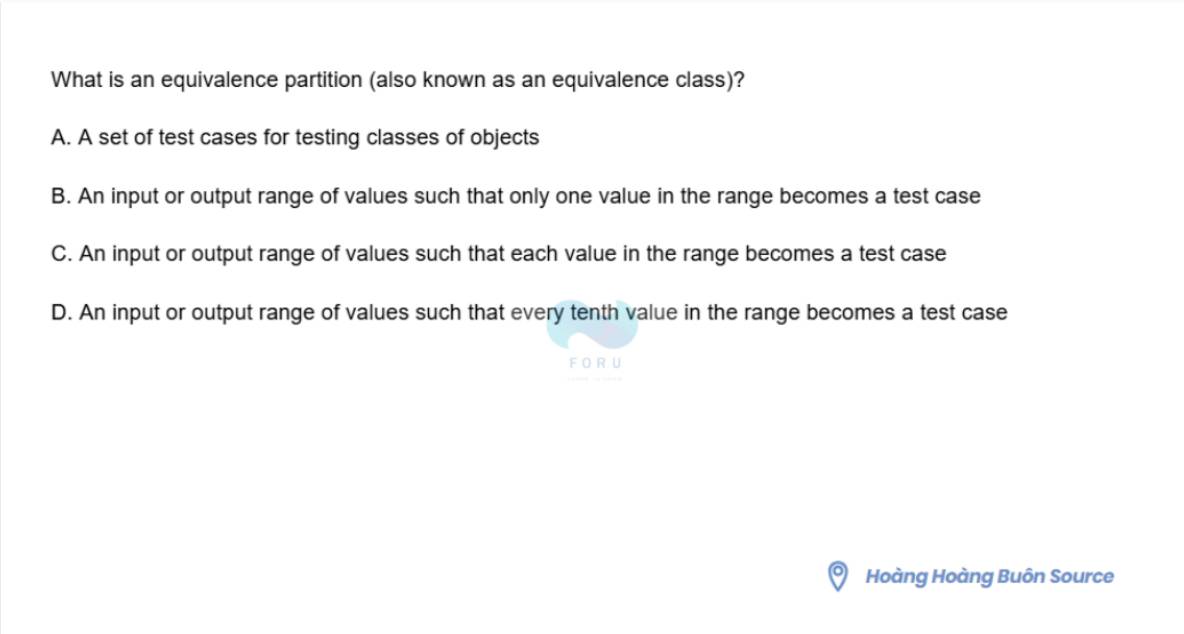 What is an equivalence partition (also known as an equivalence class)?
A. A set of test cases for testing classes of objects
B. An input or output range of values such that only one value in the range becomes a test case
C. An input or output range of values such that each value in the range becomes a test case
D. An input or output range of values such that every tenth value in the range becomes a test case
FORU
Hoàng Hoàng Buôn Source